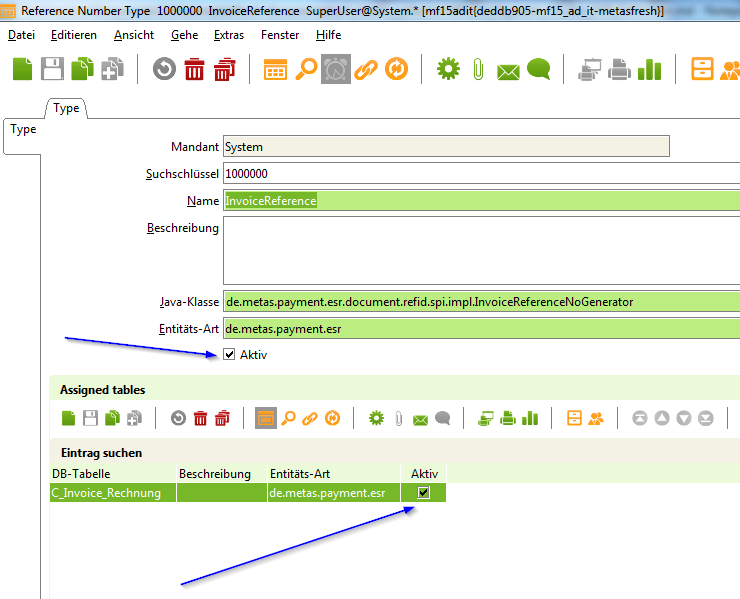 Reference Number Type 1000000 InvoiceReference SuperUser@System.* [mf15adit{deddb905-mf15_ad_it-metasfresh}]
Datei Editieren Ansicht Gehe Extras Fenster Hilfe
Type
Type
Mandant System
Suchschlüssel 1000000
Name InvoiceReference
Beschreibung
Java-Klasse de.metas.payment.esr.document.refid.spi.impl.InvoiceReferenceNoGenerator
Entitäts-Art de.metas.payment.esr
Aktiv
Assigned tables
Eintrag suchen
DB-Tabelle Beschreibung Entitäts-Art Aktiv
C_Invoice_Rechnung de.metas.payment.esr